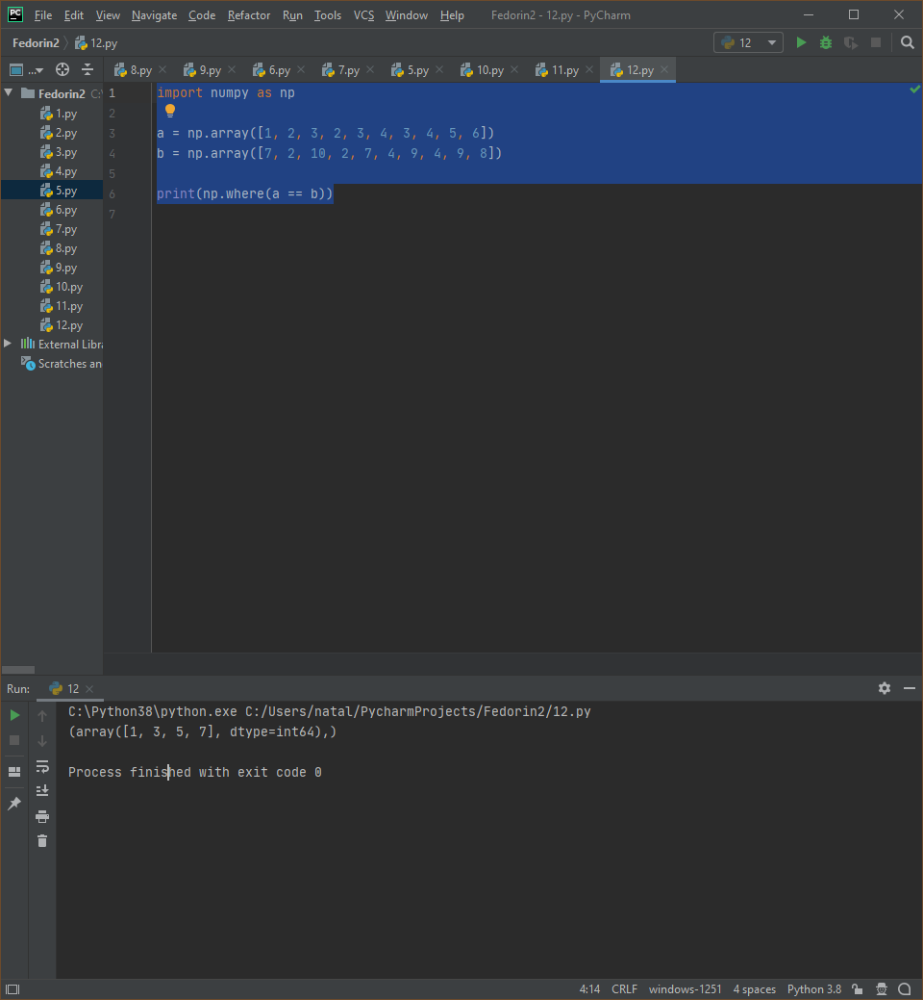 PC File Edit View Navigate Code Refactor Run Tools VCS Window Help Fedorin2 - 12.py - PyCharm
Fedorin2 12.py 12
... 8.py 9.py 6.py 7.py 5.py 10.py 11.py 12.py
Fedorin2 C:\
1.py
2.py
3.py
4.py
5.py
6.py
7.py
8.py
9.py
10.py
11.py
12.py
External Libra
Scratches an
1 import numpy as np
2
3 a = np.array([1, 2, 3, 2, 3, 4, 3, 4, 5, 6])
4 b = np.array([7, 2, 10, 2, 7, 4, 9, 4, 9, 8])
5
6 print(np.where(a == b))
7
Run: 12
C:\Python38\python.exe C:/Users/natal/PycharmProjects/Fedorin2/12.py
(array([1, 3, 5, 7], dtype=int64),)
Process finished with exit code 0
4:14 CRLF windows-1251 4 spaces Python 3.8